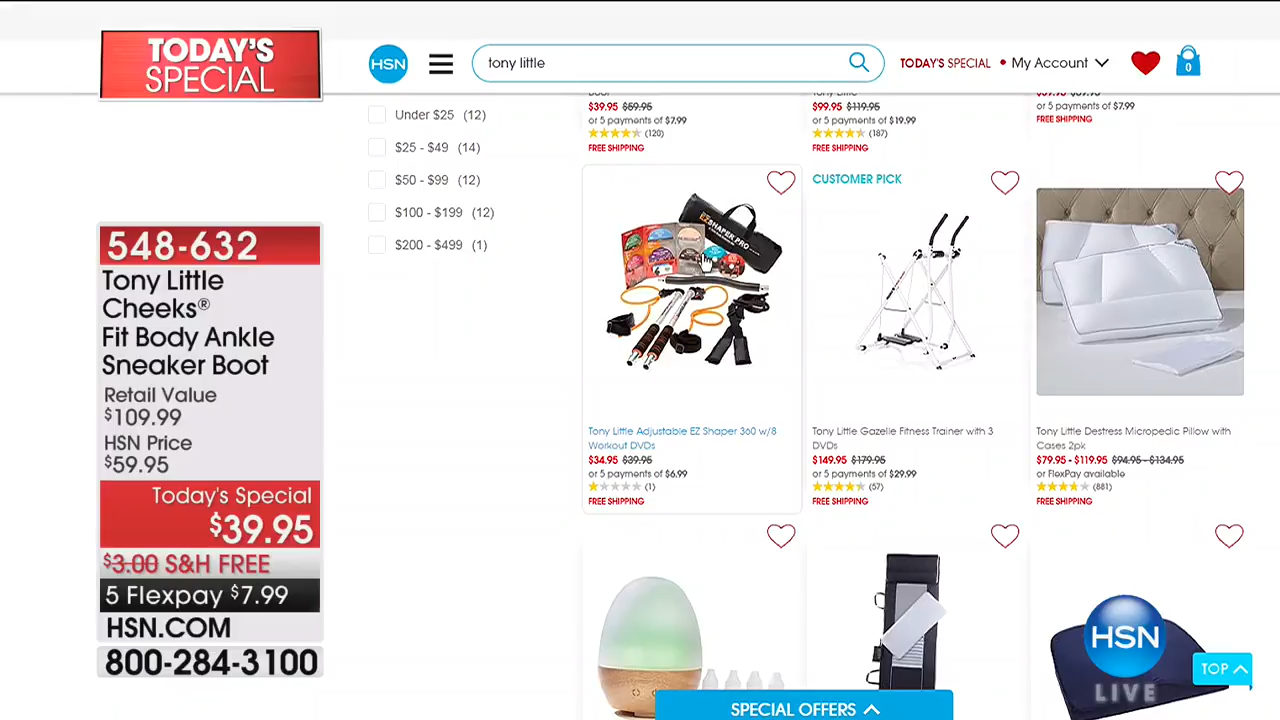 TODAY'S
SPECIAL
HSN
tony little
TODAY'S SPECIAL
My Account
0
548-632
Tony Little
Cheeks®
Fit Body Ankle
Sneaker Boot
Retail Value
$109.99
HSN Price
$59.95
Today's Special
$39.95
$3.00 S&H FREE
5 Flexpay $7.99
HSN.COM
800-284-3100
Under $25 (12)
$25 - $49 (14)
$50 - $99 (12)
$100 - $199 (12)
$200 - $499 (1)
$39.95 $59.95
or 5 payments of $7.99
(120)
FREE SHIPPING
Tony Little
$99.95 $119.95
or 5 payments of $19.99
(187)
FREE SHIPPING
or 5 payments of $7.99
FREE SHIPPING
EZSHAPER PRO
Tony Little Adjustable EZ Shaper 360 w/8
Workout DVDs
$34.95 $39.95
or 5 payments of $6.99
(1)
FREE SHIPPING
CUSTOMER PICK
Tony Little Gazelle Fitness Trainer with 3
DVDs
$149.95 $179.95
or 5 payments of $29.99
(57)
FREE SHIPPING
Tony Little Destress Micropedic Pillow with
Cases 2pk
$79.95 - $119.95 $94.95 - $134.95
or FlexPay available
(881)
FREE SHIPPING
HSN
LIVE
TOP
SPECIAL OFFERS